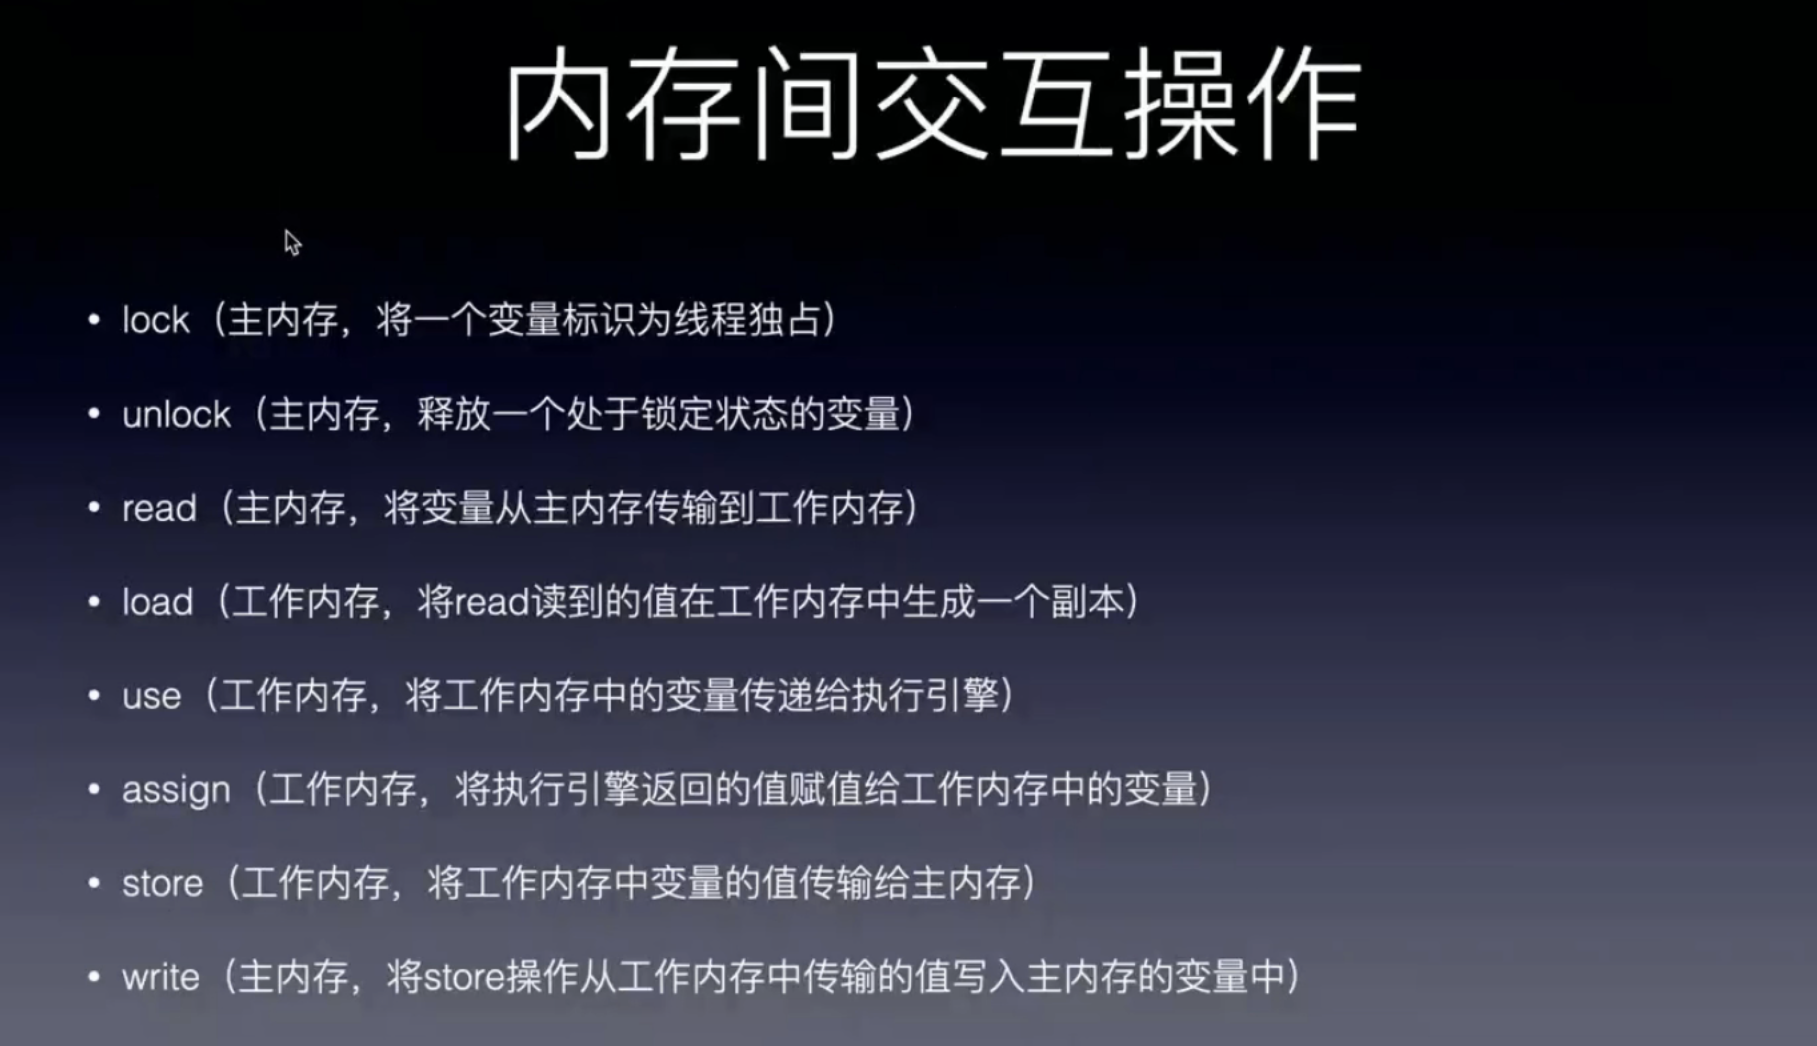 内存间交互操作
• lock（主内存，将一个变量标识为线程独占）
• unlock（主内存，释放一个处于锁定状态的变量）
• read（主内存，将变量从主内存传输到工作内存）
• load（工作内存，将read读到的值在工作内存中生成一个副本）
• use（工作内存，将工作内存中的变量传递给执行引擎）
• assign（工作内存，将执行引擎返回的值赋值给工作内存中的变量）
• store（工作内存，将工作内存中变量的值传输给主内存）
• write（主内存，将store操作从工作内存中传输的值写入主内存的变量中）